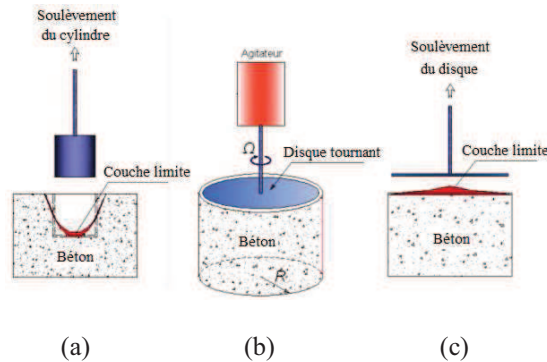 Soulèvement
du cylindre
Couche limite
Béton
(a)
Agitateur
Ω
Disque tournant
Béton
R
(b)
Soulèvement
du disque
Couche limite
Béton
(c)